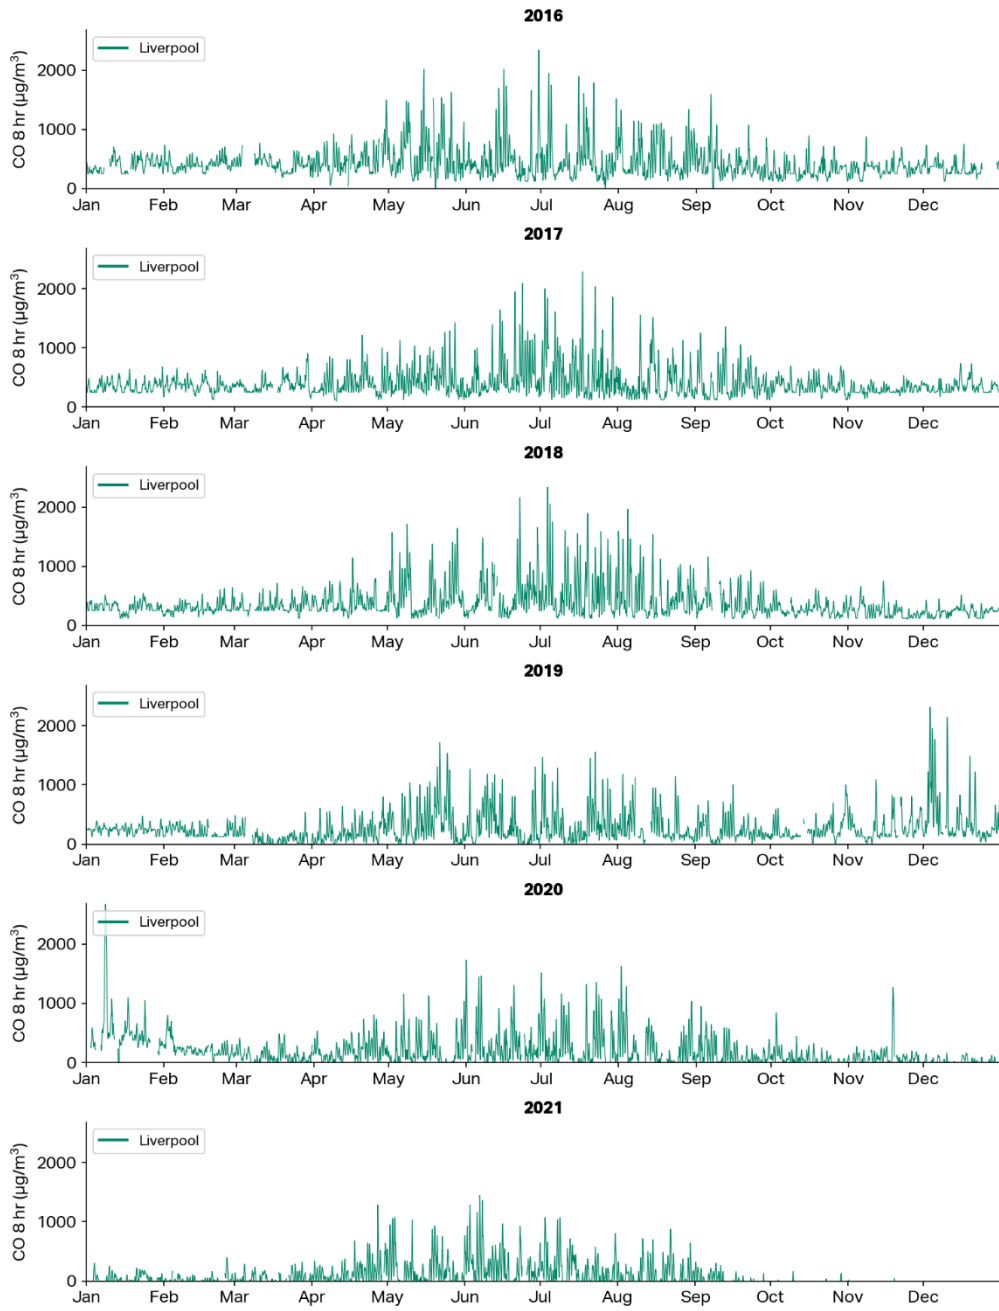 2016
Liverpool
CO 8 hr (µg/m³)
2000
1000
0
Jan Feb Mar Apr May Jun Jul Aug Sep Oct Nov Dec
2017
Liverpool
CO 8 hr (µg/m³)
2000
1000
0
Jan Feb Mar Apr May Jun Jul Aug Sep Oct Nov Dec
2018
Liverpool
CO 8 hr (µg/m³)
2000
1000
0
Jan Feb Mar Apr May Jun Jul Aug Sep Oct Nov Dec
2019
Liverpool
CO 8 hr (µg/m³)
2000
1000
0
Jan Feb Mar Apr May Jun Jul Aug Sep Oct Nov Dec
2020
Liverpool
CO 8 hr (µg/m³)
2000
1000
0
Jan Feb Mar Apr May Jun Jul Aug Sep Oct Nov Dec
2021
Liverpool
CO 8 hr (µg/m³)
2000
1000
0
Jan Feb Mar Apr May Jun Jul Aug Sep Oct Nov Dec